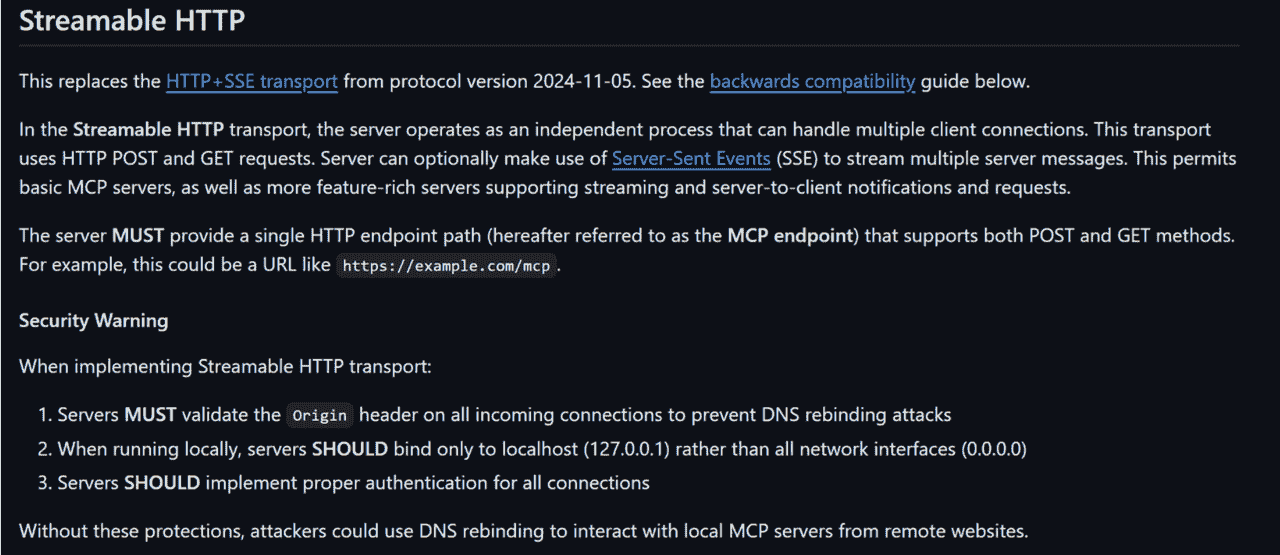 Streamable HTTP
This replaces the HTTP+SSE transport from protocol version 2024-11-05. See the backwards compatibility guide below.
In the Streamable HTTP transport, the server operates as an independent process that can handle multiple client connections. This transport
uses HTTP POST and GET requests. Server can optionally make use of Server-Sent Events (SSE) to stream multiple server messages. This permits
basic MCP servers, as well as more feature-rich servers supporting streaming and server-to-client notifications and requests.
The server MUST provide a single HTTP endpoint path (hereafter referred to as the MCP endpoint) that supports both POST and GET methods.
For example, this could be a URL like https://example.com/mcp.
Security Warning
When implementing Streamable HTTP transport:
1. Servers MUST validate the Origin header on all incoming connections to prevent DNS rebinding attacks
2. When running locally, servers SHOULD bind only to localhost (127.0.0.1) rather than all network interfaces (0.0.0.0)
3. Servers SHOULD implement proper authentication for all connections
Without these protections, attackers could use DNS rebinding to interact with local MCP servers from remote websites.